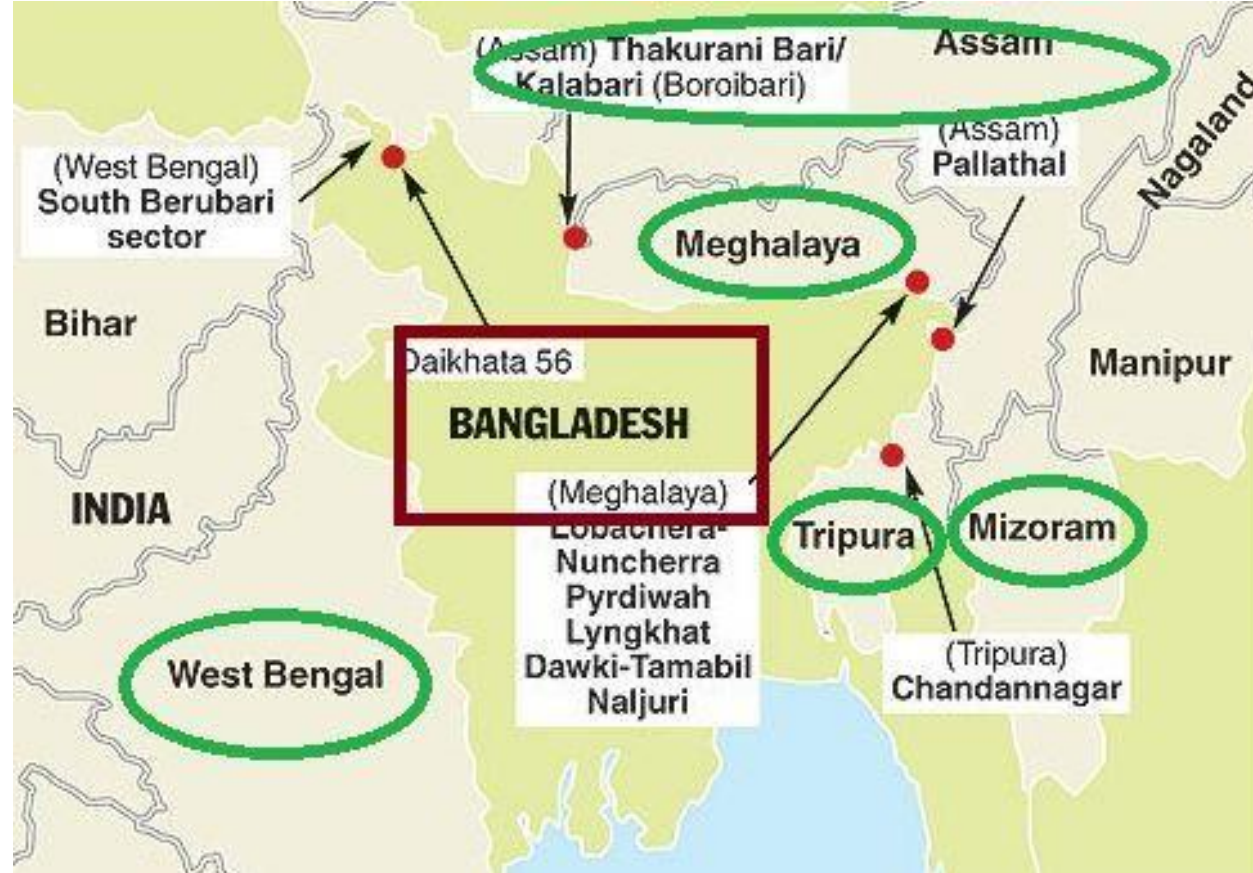 (Assam) Thakurani Bari/
Kalabari (Boroibari)
Assam
Nagaland
(Assam)
Pallathal
(West Bengal)
South Berubari
sector
Meghalaya
Bihar
Daikhata 56
Manipur
BANGLADESH
INDIA
(Meghalaya)
Lobachera-
Nuncherra
Pyrdiwah
Lyngkhat
Dawki-Tamabil
Naljuri
Tripura
Mizoram
West Bengal
(Tripura)
Chandannagar